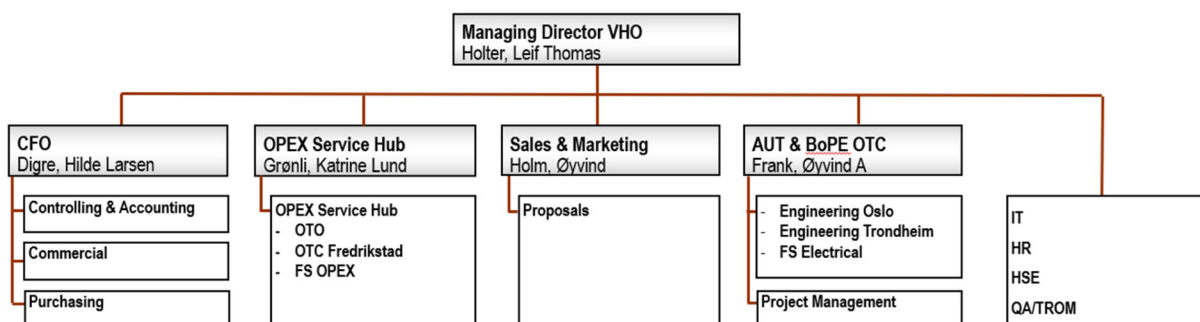 Managing Director VHO
Holter, Leif Thomas
CFO
Digre, Hilde Larsen
Controlling & Accounting
Commercial
Purchasing
OPEX Service Hub
Grønli, Katrine Lund
OPEX Service Hub
- OTO
- OTC Fredrikstad
- FS OPEX
Sales & Marketing
Holm, Øyvind
Proposals
AUT & BoPE OTC
Frank, Øyvind A
- Engineering Oslo
- Engineering Trondheim
- FS Electrical
Project Management
IT
HR
HSE
QA/TROM